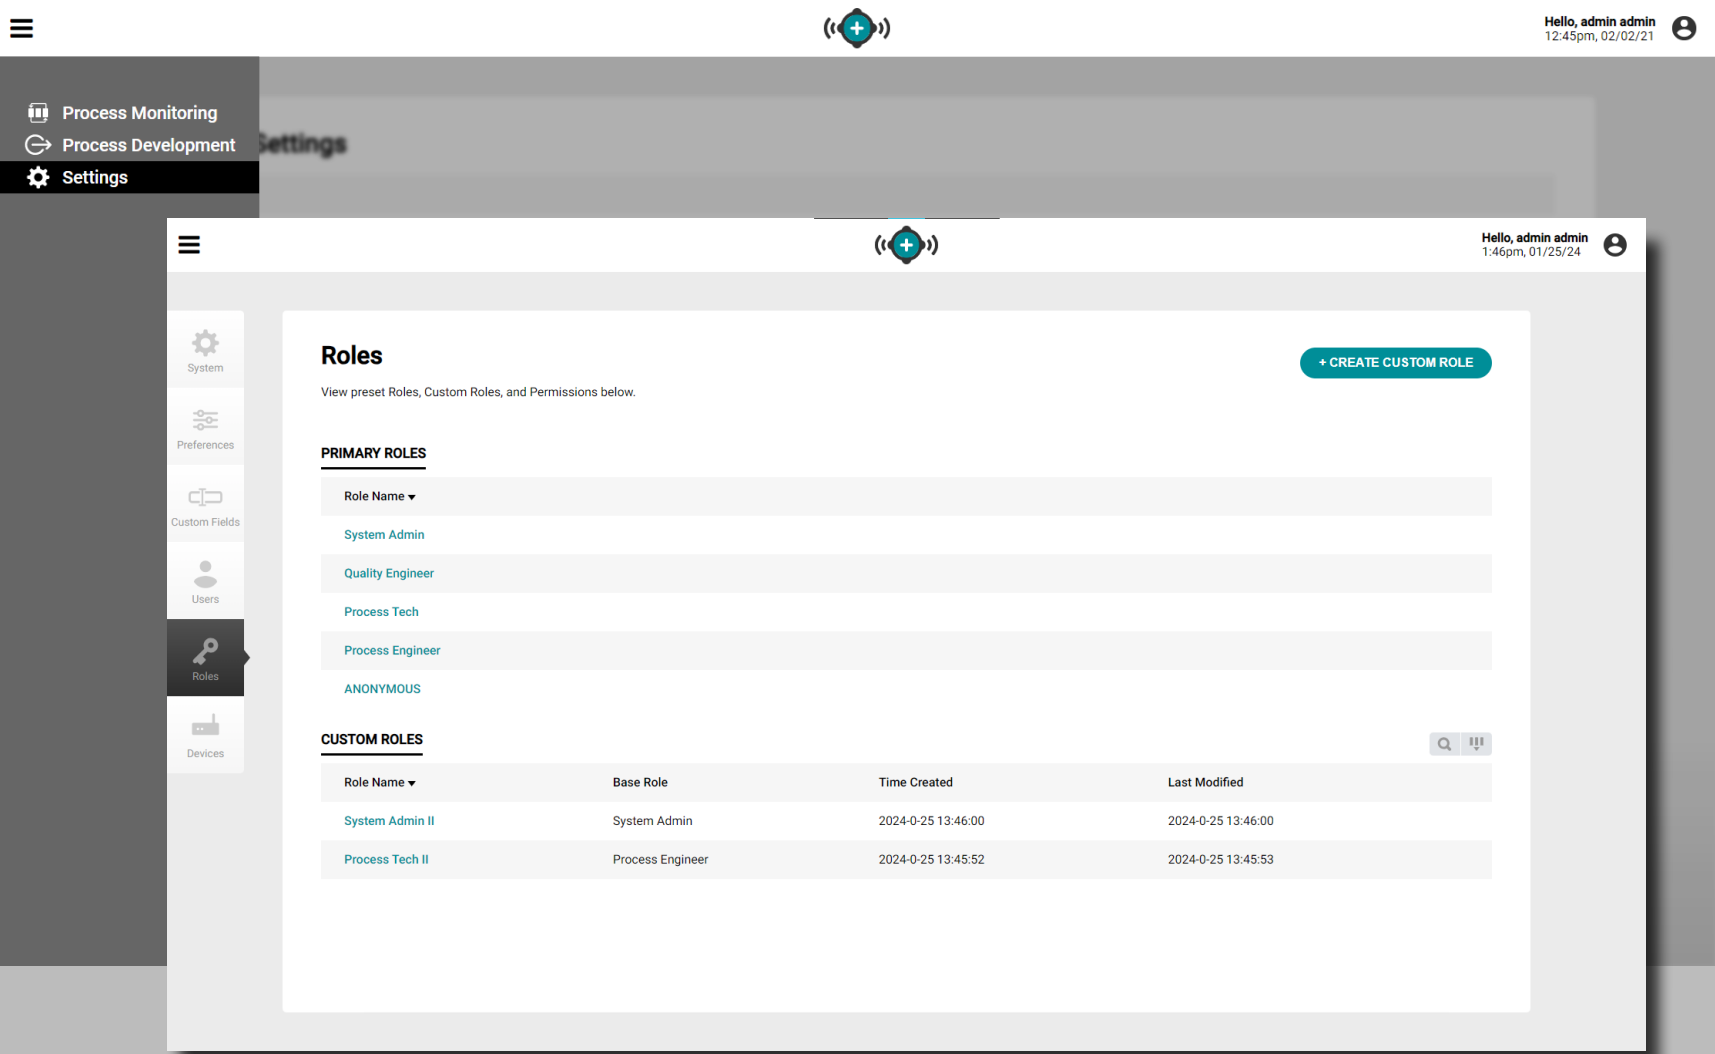 Hello, admin admin
12:45pm, 02/02/21
Process Monitoring
Process Development
Settings
Settings
Hello, admin admin
1:46pm, 01/25/24
System
Preferences
Custom Fields
Users
Roles
Devices
Roles
+ CREATE CUSTOM ROLE
View preset Roles, Custom Roles, and Permissions below.
PRIMARY ROLES
Role Name
System Admin
Quality Engineer
Process Tech
Process Engineer
ANONYMOUS
CUSTOM ROLES
Role Name Base Role Time Created Last Modified
System Admin II System Admin 2024-0-25 13:46:00 2024-0-25 13:46:00
Process Tech II Process Engineer 2024-0-25 13:45:52 2024-0-25 13:45:53